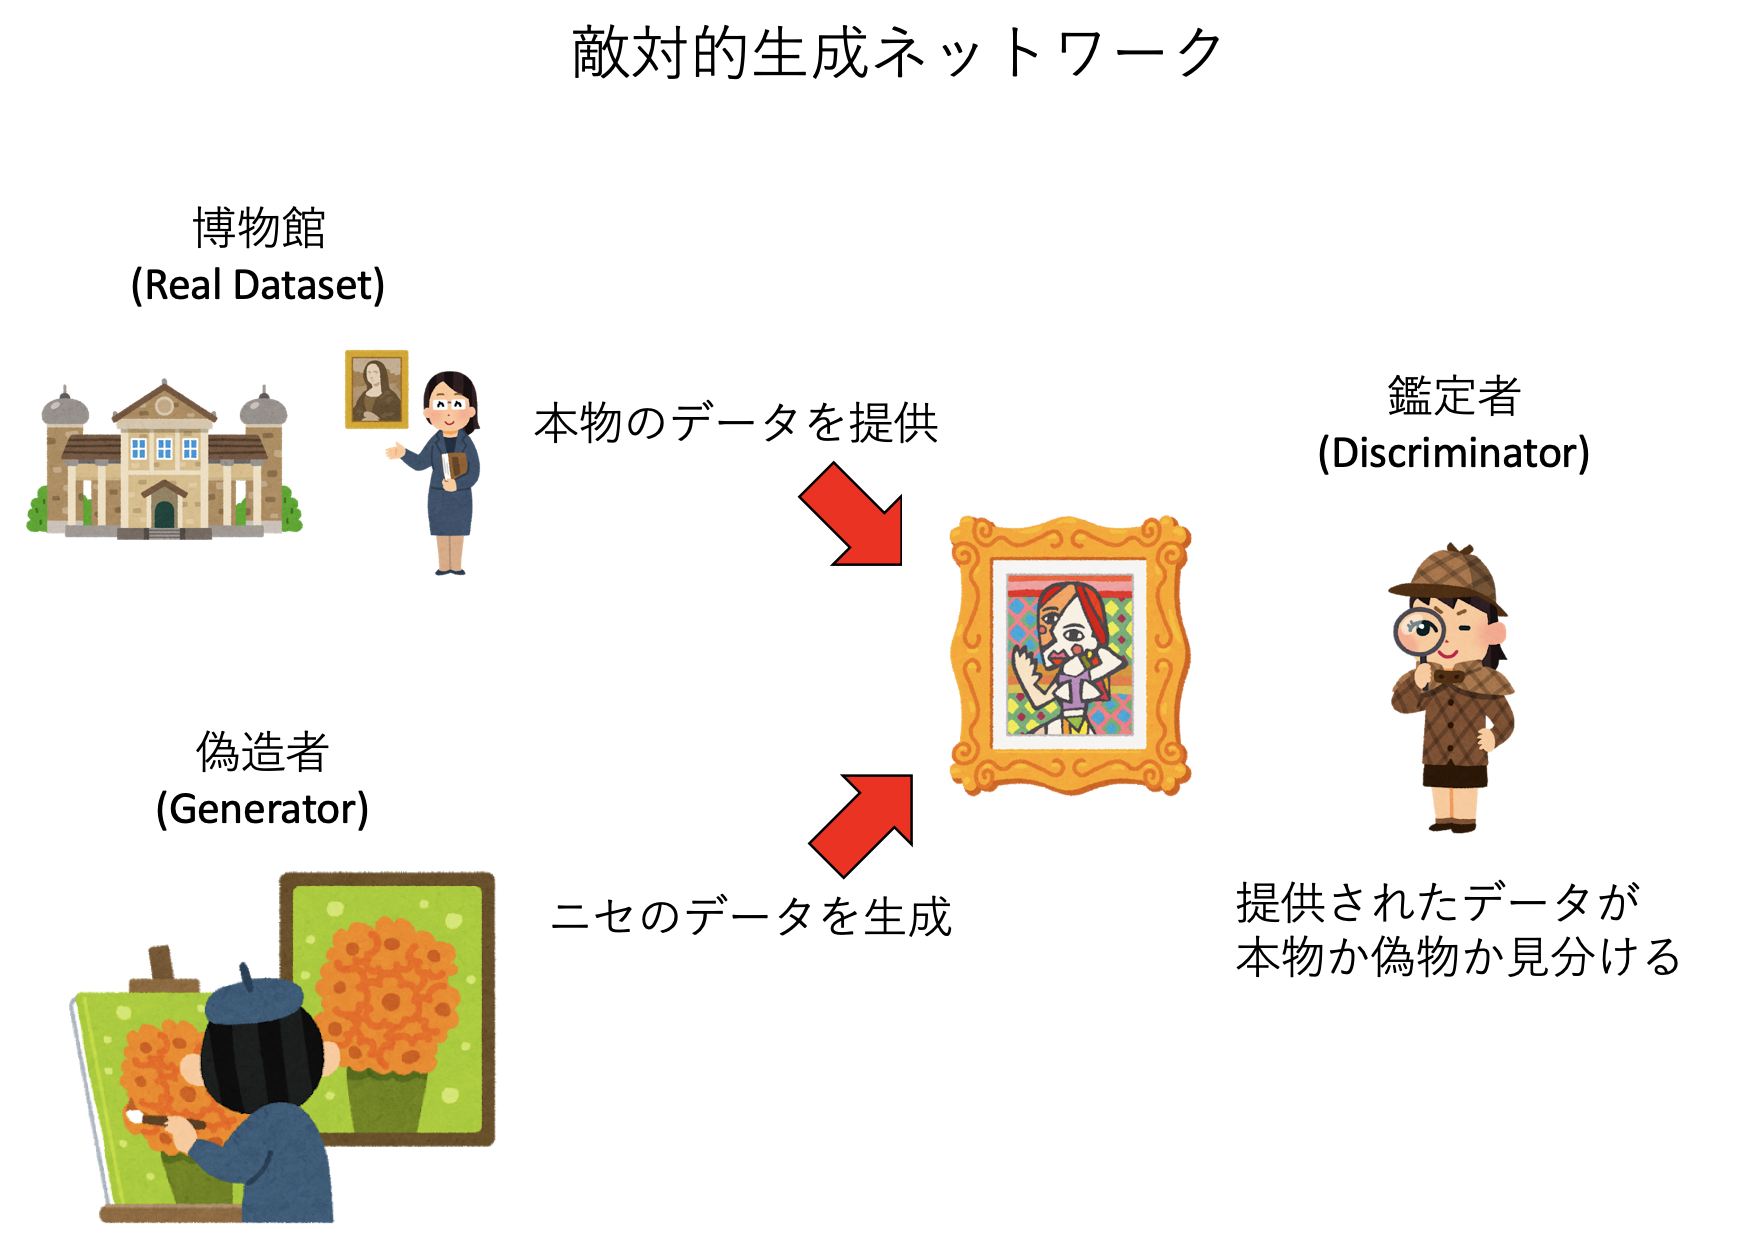 敵対的生成ネットワーク
博物館
(Real Dataset)
本物のデータを提供
鑑定者
(Discriminator)
偽造者
(Generator)
ニセのデータを生成
提供されたデータが
本物か偽物か見分ける